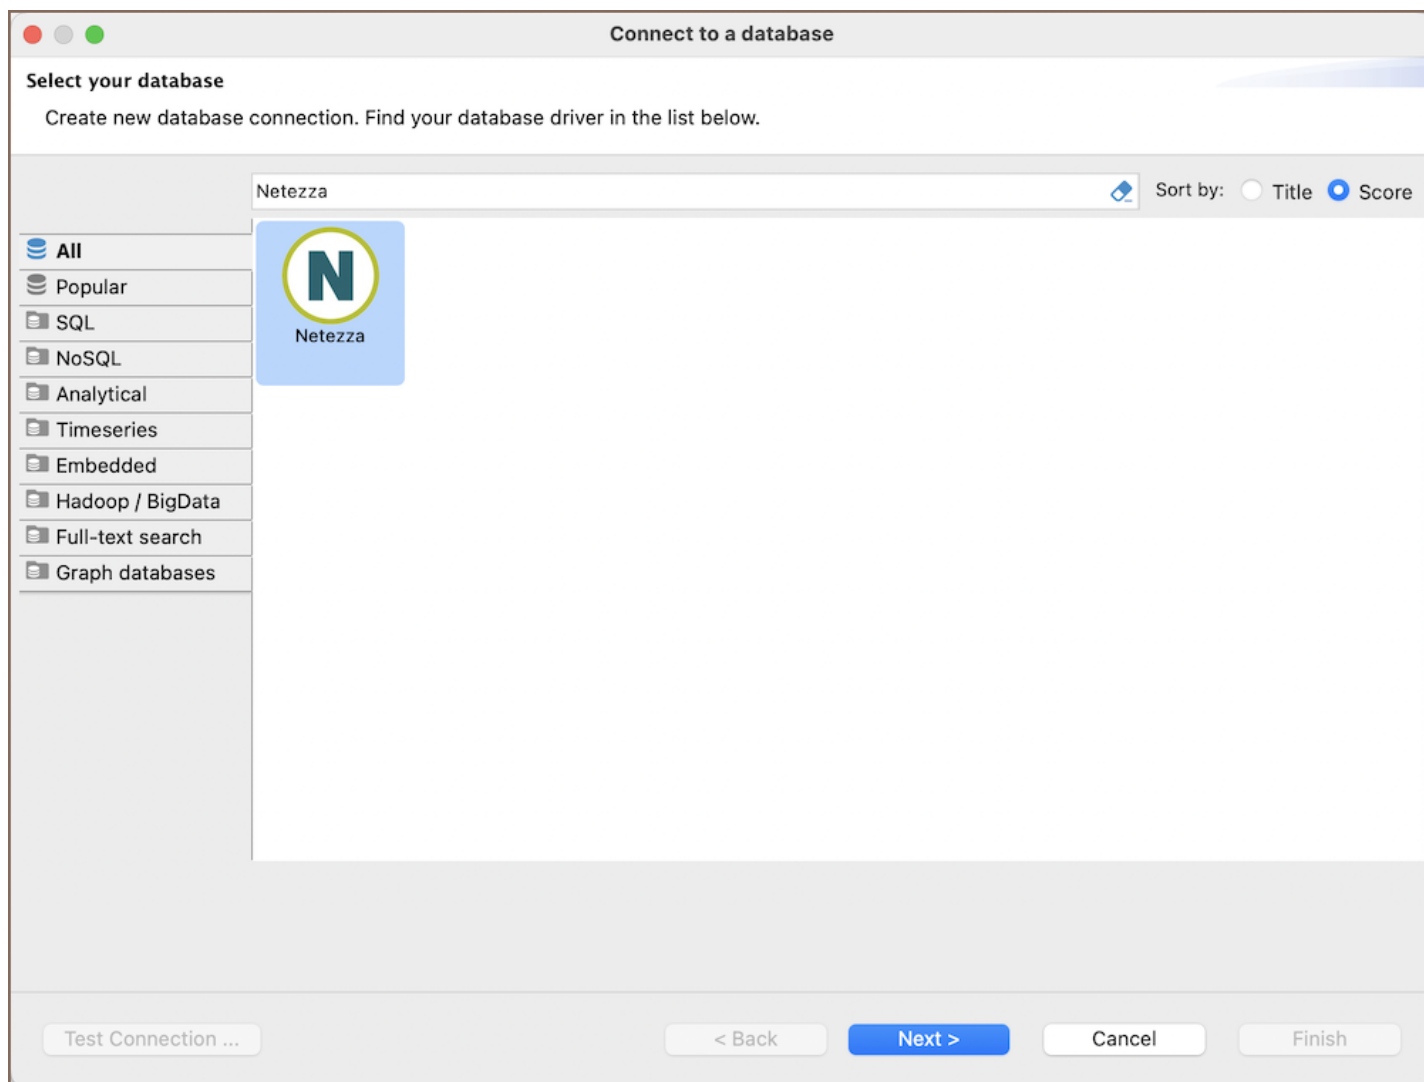 Connect to a database
Select your database
Create new database connection. Find your database driver in the list below.
Netezza
Sort by: Title Score
All
Popular
SQL
NoSQL
Analytical
Timeseries
Embedded
Hadoop / BigData
Full-text search
Graph databases
N
Netezza
Test Connection ...
< Back
Next >
Cancel
Finish